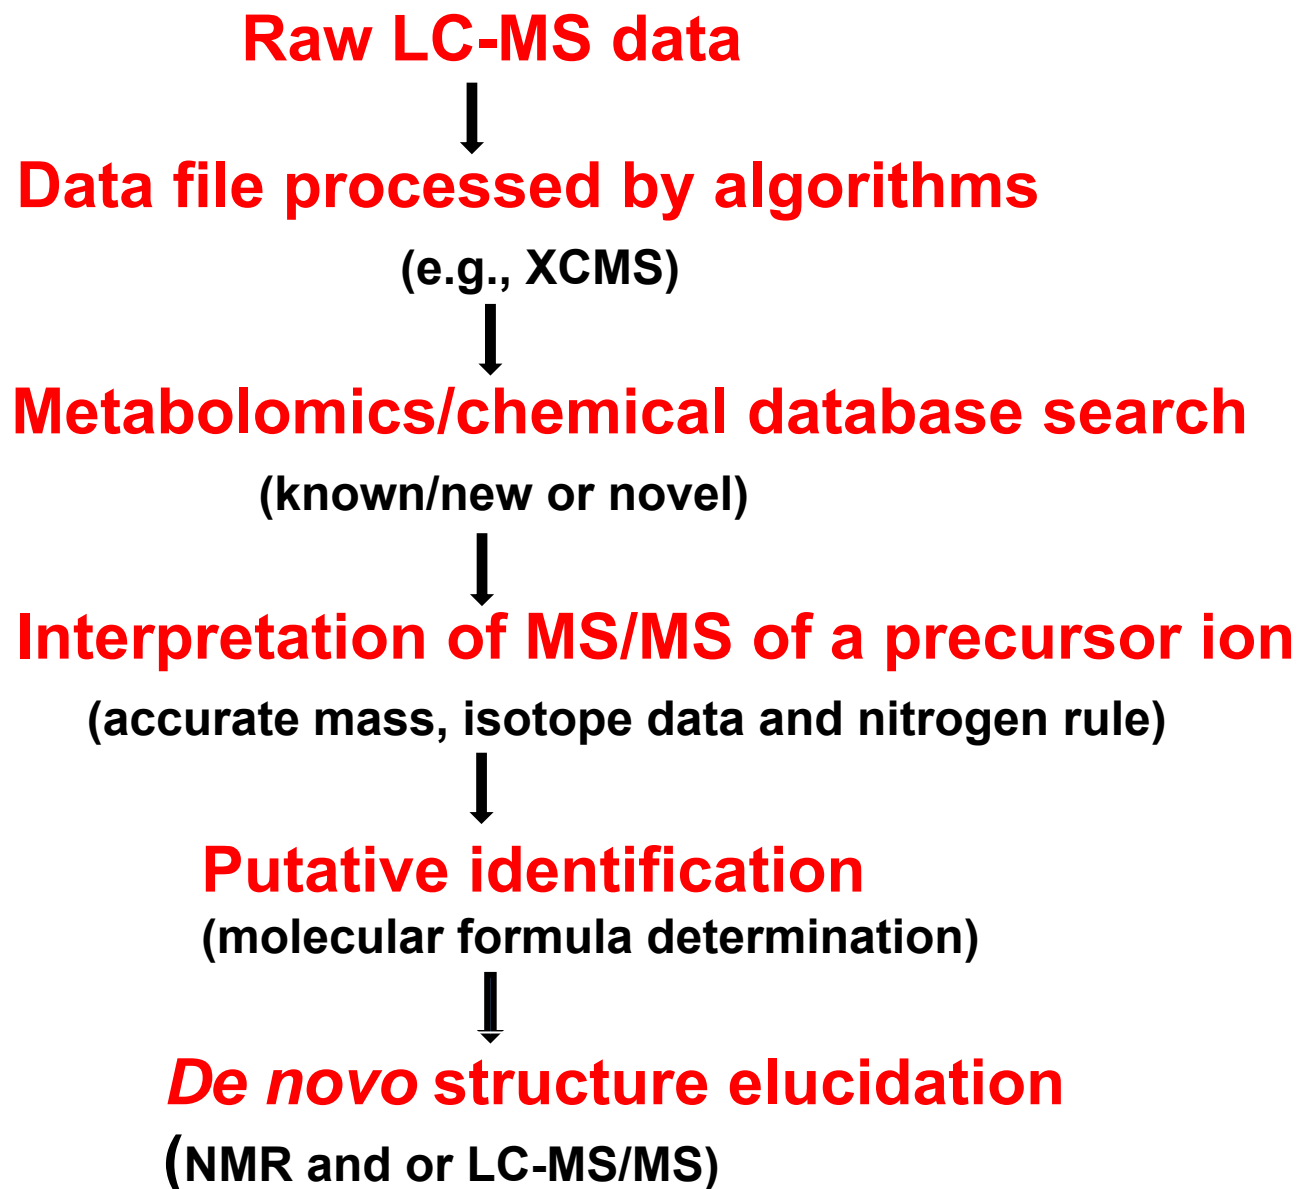 Raw LC-MS data
Data file processed by algorithms
(e.g., XCMS)
Metabolomics/chemical database search
(known/new or novel)
Interpretation of MS/MS of a precursor ion
(accurate mass, isotope data and nitrogen rule)
Putative identification
(molecular formula determination)
De novo structure elucidation
(NMR and or LC-MS/MS)